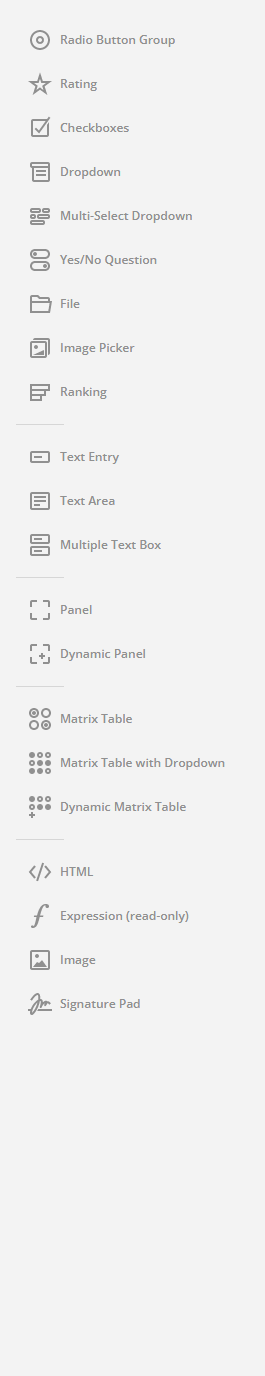 Radio Button Group
Rating
Checkboxes
Dropdown
Multi-Select Dropdown
Yes/No Question
File
Image Picker
Ranking
Text Entry
Text Area
Multiple Text Box
Panel
Dynamic Panel
Matrix Table
Matrix Table with Dropdown
Dynamic Matrix Table
HTML
Expression (read-only)
Image
Signature Pad